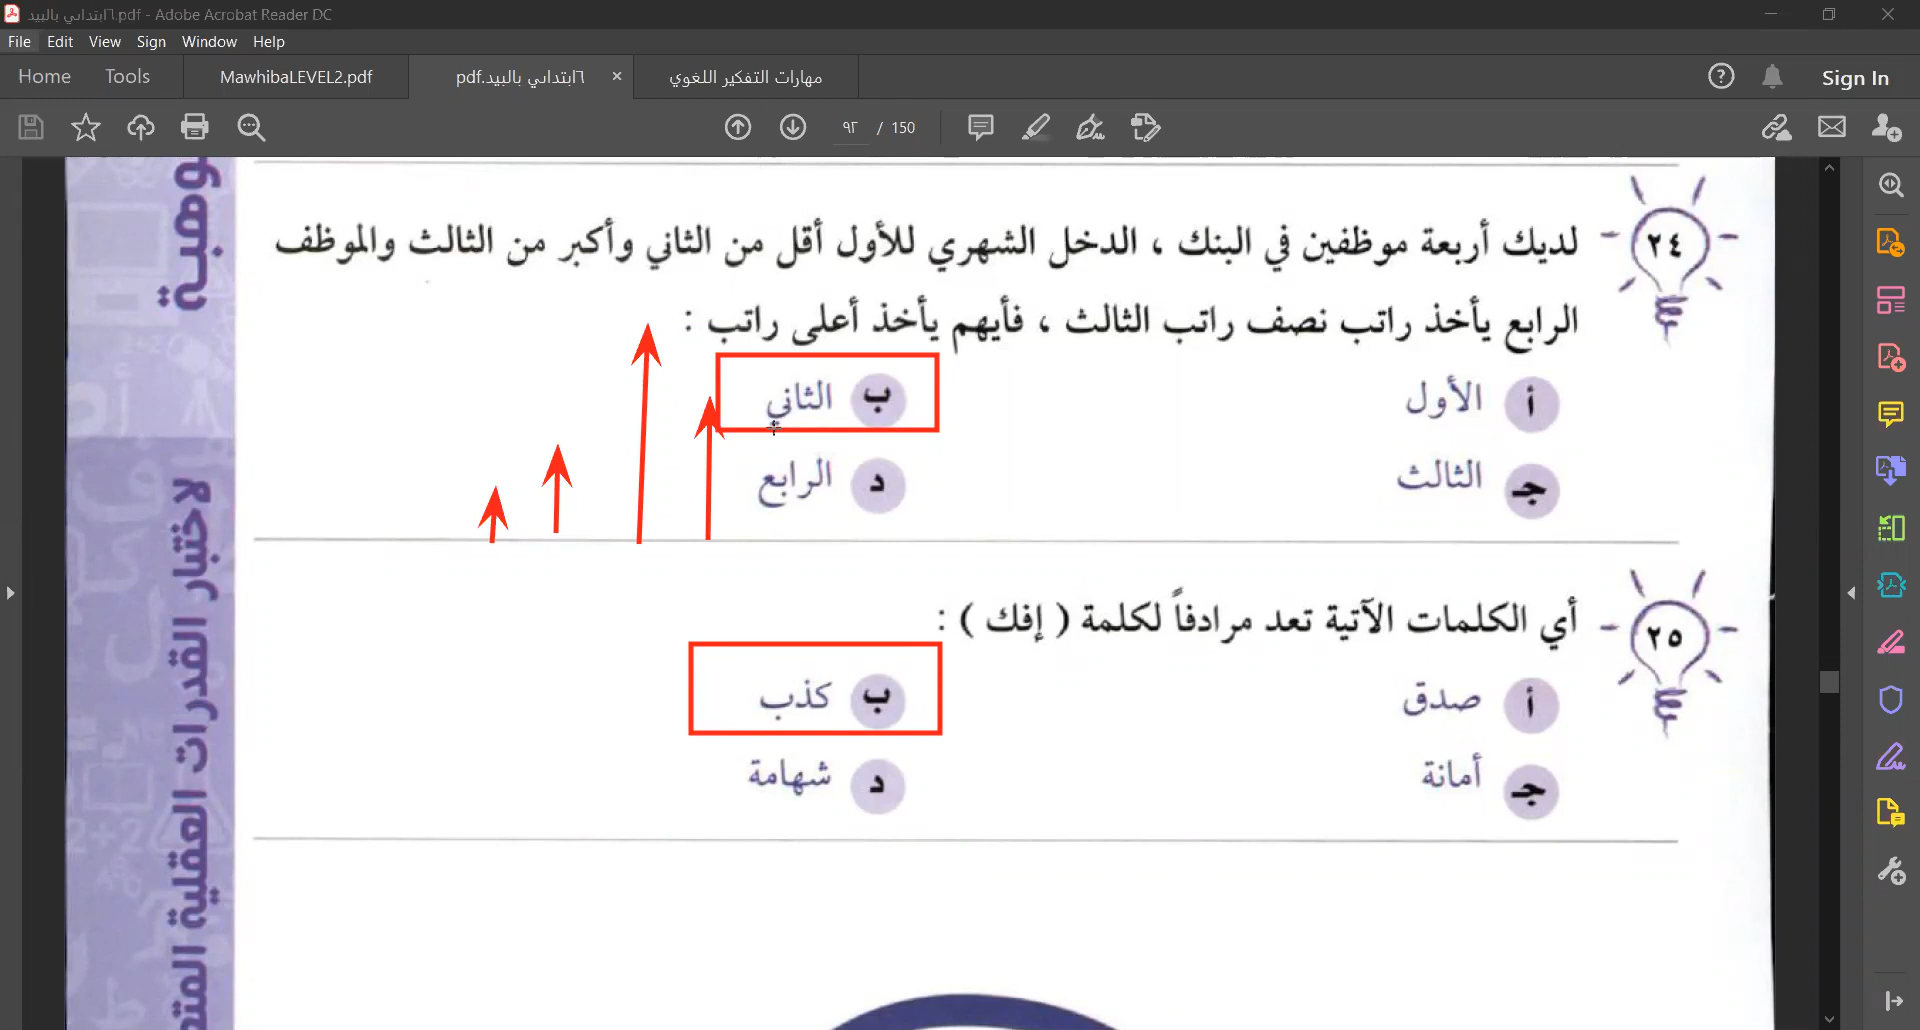 ٦ابتدائي بالبيد.pdf - Adobe Acrobat Reader DC
File Edit View Sign Window Help
Home Tools MawhibaLEVEL2.pdf ٦ابتدائي بالبيد.pdf × مهارات التفكير اللغوي Sign In
٩٢ / 150
٢٤
لديك أربعة موظفين في البنك ، الدخل الشهري للأول أقل من الثاني وأكبر من الثالث والموظف
الرابع يأخذ راتب نصف راتب الثالث ، فأيهم يأخذ أعلى راتب :
أ الأول ب الثاني
جـ الثالث د الرابع
٢٥
أي الكلمات الآتية تعد مرادفاً لكلمة ( إفك ) :
أ صدق ب كذب
جـ أمانة د شهامة
لاختبار القدرات العقلية